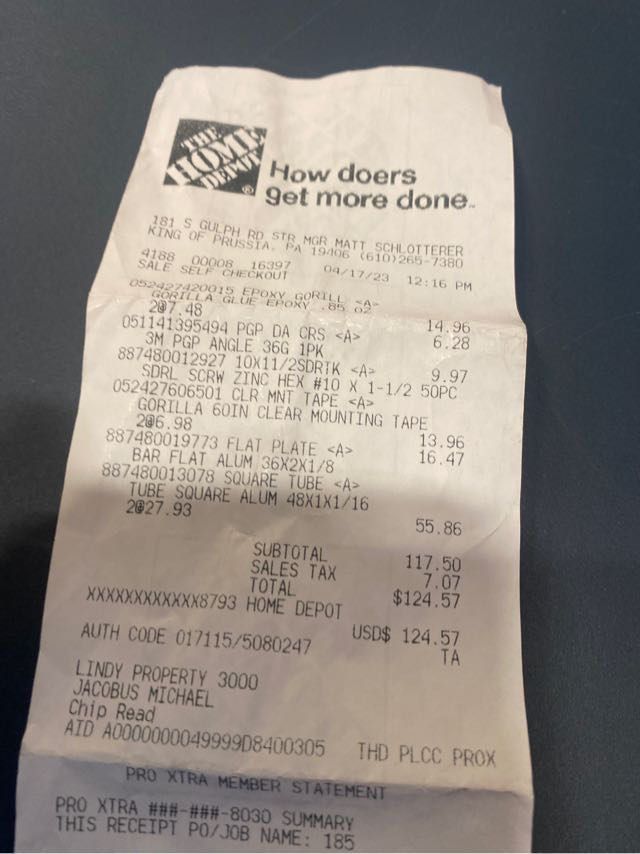 THE
HOME
DEPOT
®
How doers
get more done™
181 S GULPH RD STR MGR MATT SCHLOTTERER
KING OF PRUSSIA, PA 19406 (610)265-7380
4188 00008 16397 04/17/23 12:16 PM
SALE SELF CHECKOUT
052427420015 EPOXY GORILL <A>
GORILLA GLUE EPOXY .85 oz
2@7.48 14.96
051141395494 PGP DA CRS <A> 6.28
3M PGP ANGLE 36G 1PK
887480012927 10X11/2SDRTK <A> 9.97
SDRL SCRW ZINC HEX #10 X 1-1/2 50PC
052427606501 CLR MNT TAPE <A>
GORILLA 60IN CLEAR MOUNTING TAPE
2@6.98 13.96
887480019773 FLAT PLATE <A> 16.47
BAR FLAT ALUM 36X2X1/8
887480013078 SQUARE TUBE <A>
TUBE SQUARE ALUM 48X1X1/16
2@27.93 55.86
SUBTOTAL 117.50
SALES TAX 7.07
TOTAL $124.57
XXXXXXXXXXXX8793 HOME DEPOT
USD$ 124.57
AUTH CODE 017115/5080247 TA
LINDY PROPERTY 3000
JACOBUS MICHAEL
Chip Read
AID A0000000049999D8400305 THD PLCC PROX
PRO XTRA MEMBER STATEMENT
PRO XTRA ###-###-8030 SUMMARY
THIS RECEIPT PO/JOB NAME: 185